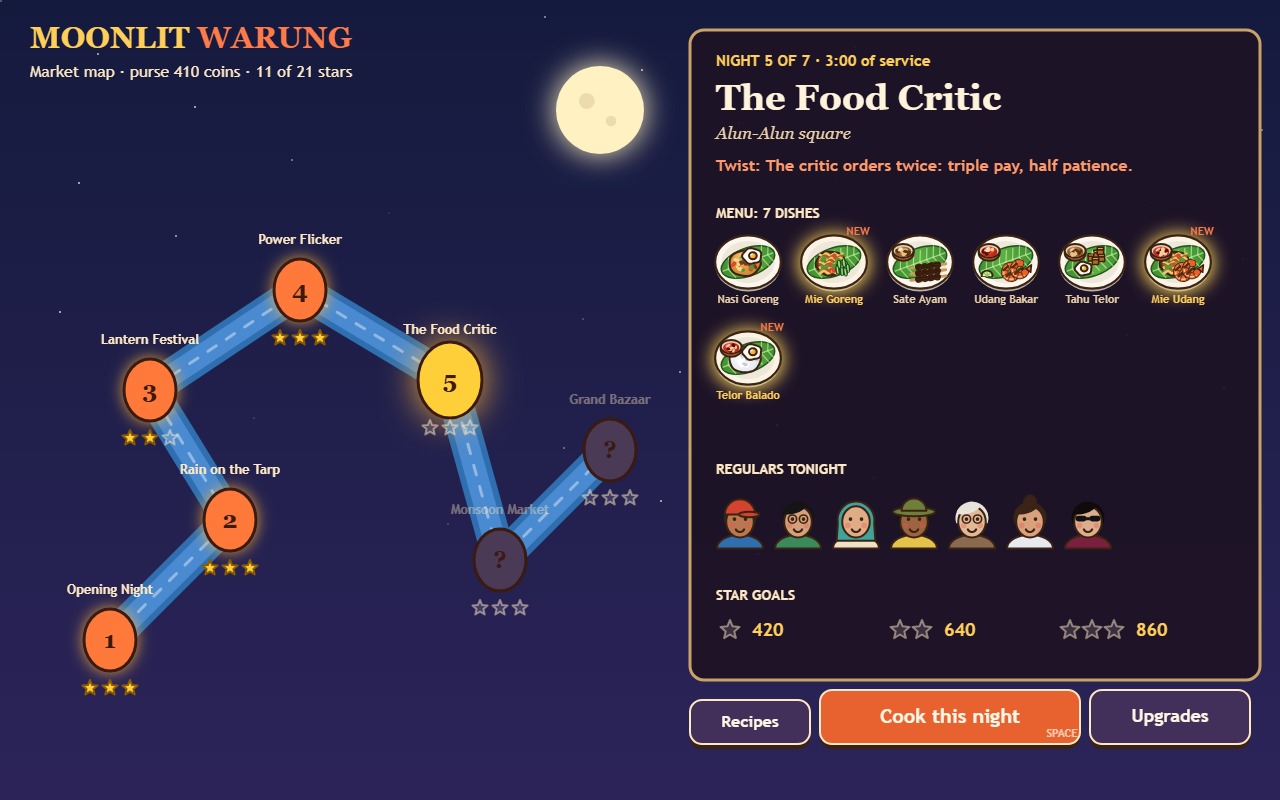 MOONLIT WARUNG
Market map · purse 410 coins · 11 of 21 stars
Power Flicker
4
Lantern Festival
3
The Food Critic
5
Grand Bazaar
?
Rain on the Tarp
2
Monsoon Market
?
Opening Night
1
NIGHT 5 OF 7 · 3:00 of service
The Food Critic
Alun-Alun square
Twist: The critic orders twice: triple pay, half patience.
MENU: 7 DISHES
NEW NEW
Nasi Goreng Mie Goreng Sate Ayam Udang Bakar Tahu Telor Mie Udang
NEW
Telor Balado
REGULARS TONIGHT
STAR GOALS
420 640 860
Recipes Cook this night Upgrades
SPACE